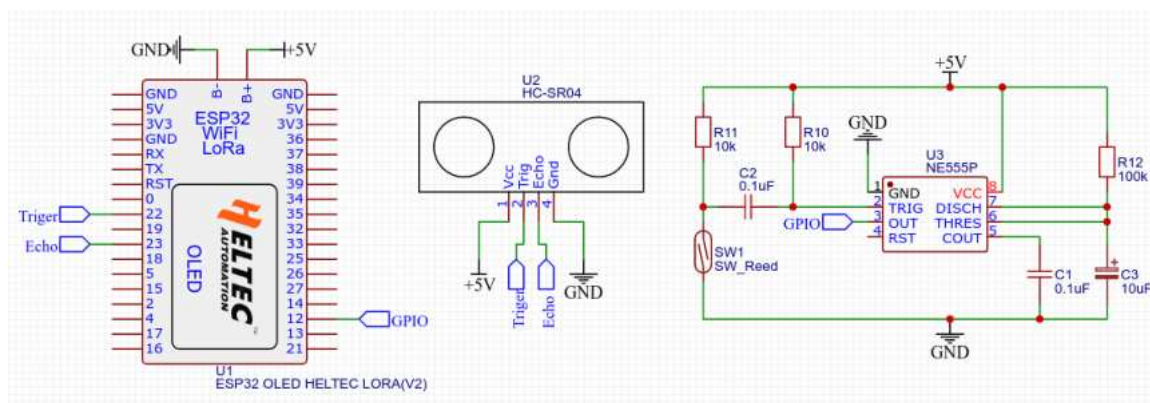 GND
+5V
B-
B+
GND
5V
3V3
GND
RX
TX
RST
0
22
19
23
18
5
15
2
4
17
16
ESP32
WiFi
LoRa
GND
3V3
36
37
38
39
34
35
32
33
25
26
27
14
12
13
21
OLED
HELTEC
AUTOMATION
TM
Triger
Echo
GPIO
U1
ESP32 OLED HELTEC LORA(V2)
U2
HC-SR04
Vcc
Trig
Echo
Gnd
1
2
3
4
+5V
Triger
Echo
GND
+5V
R11
10k
R10
10k
GND
C2
0.1uF
U3
NE555P
1 GND VCC 8
2 TRIG DISCH 7
3 OUT THRES 6
4 RST COUT 5
GPIO
R12
100k
SW1
SW_Reed
C1
0.1uF
+
C3
10uF
GND